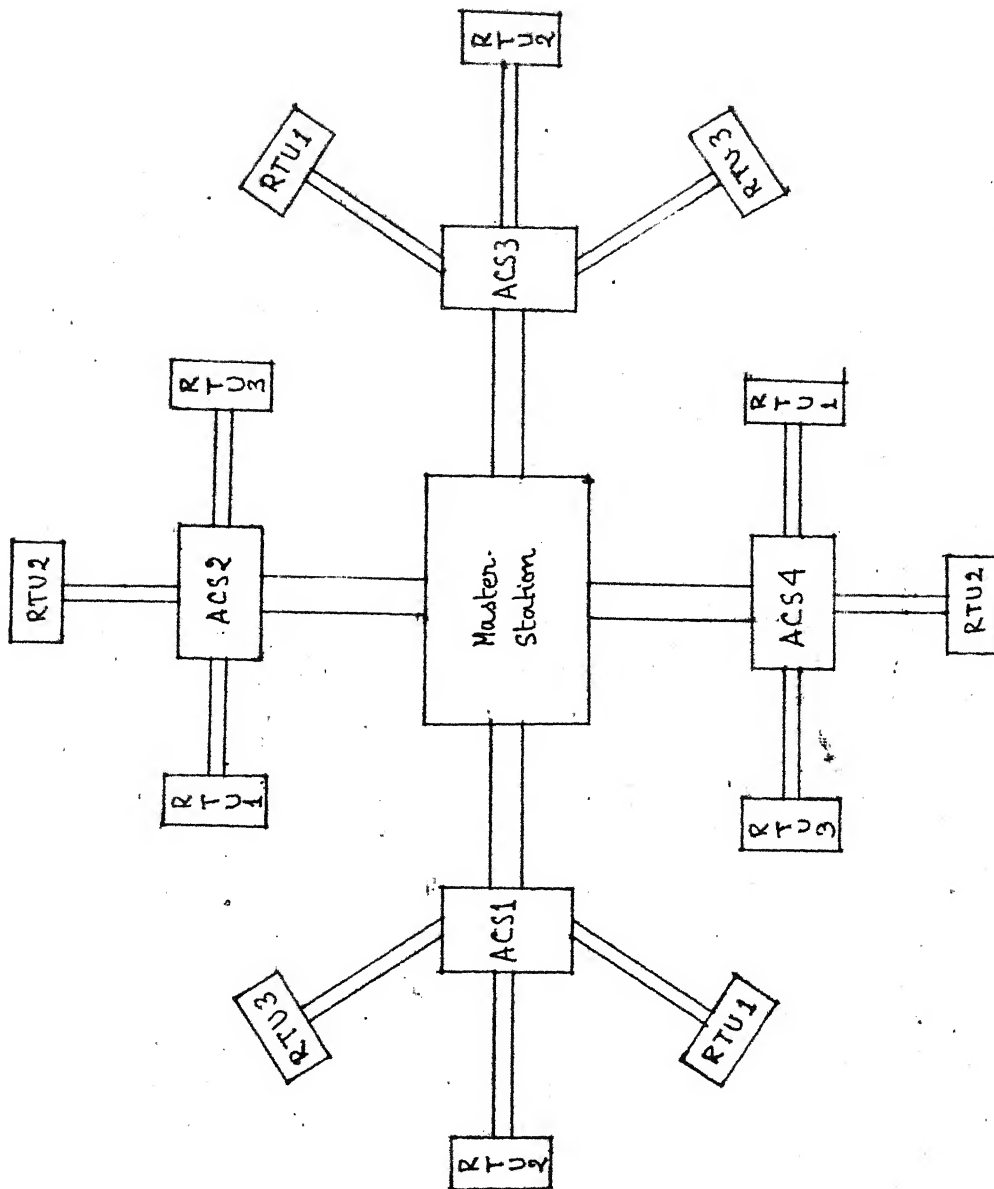 RTU2
RTU1
ACS2
RTU3
RTU3
RTU1
RTU2
ACS1
Master
Station
ACS3
RTU2
RTU1
RTU3
RTU3
ACS4
RTU1
RTU2